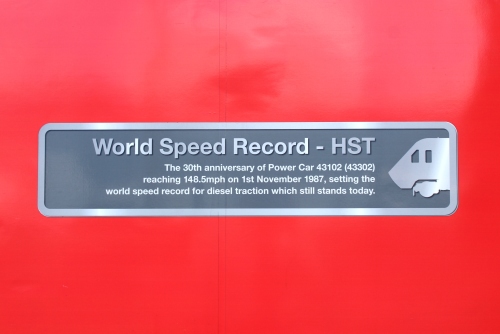 World Speed Record - HST
The 30th anniversary of Power Car 43102 (43302)
reaching 148.5mph on 1st November 1987, setting the
world speed record for diesel traction which still stands today.